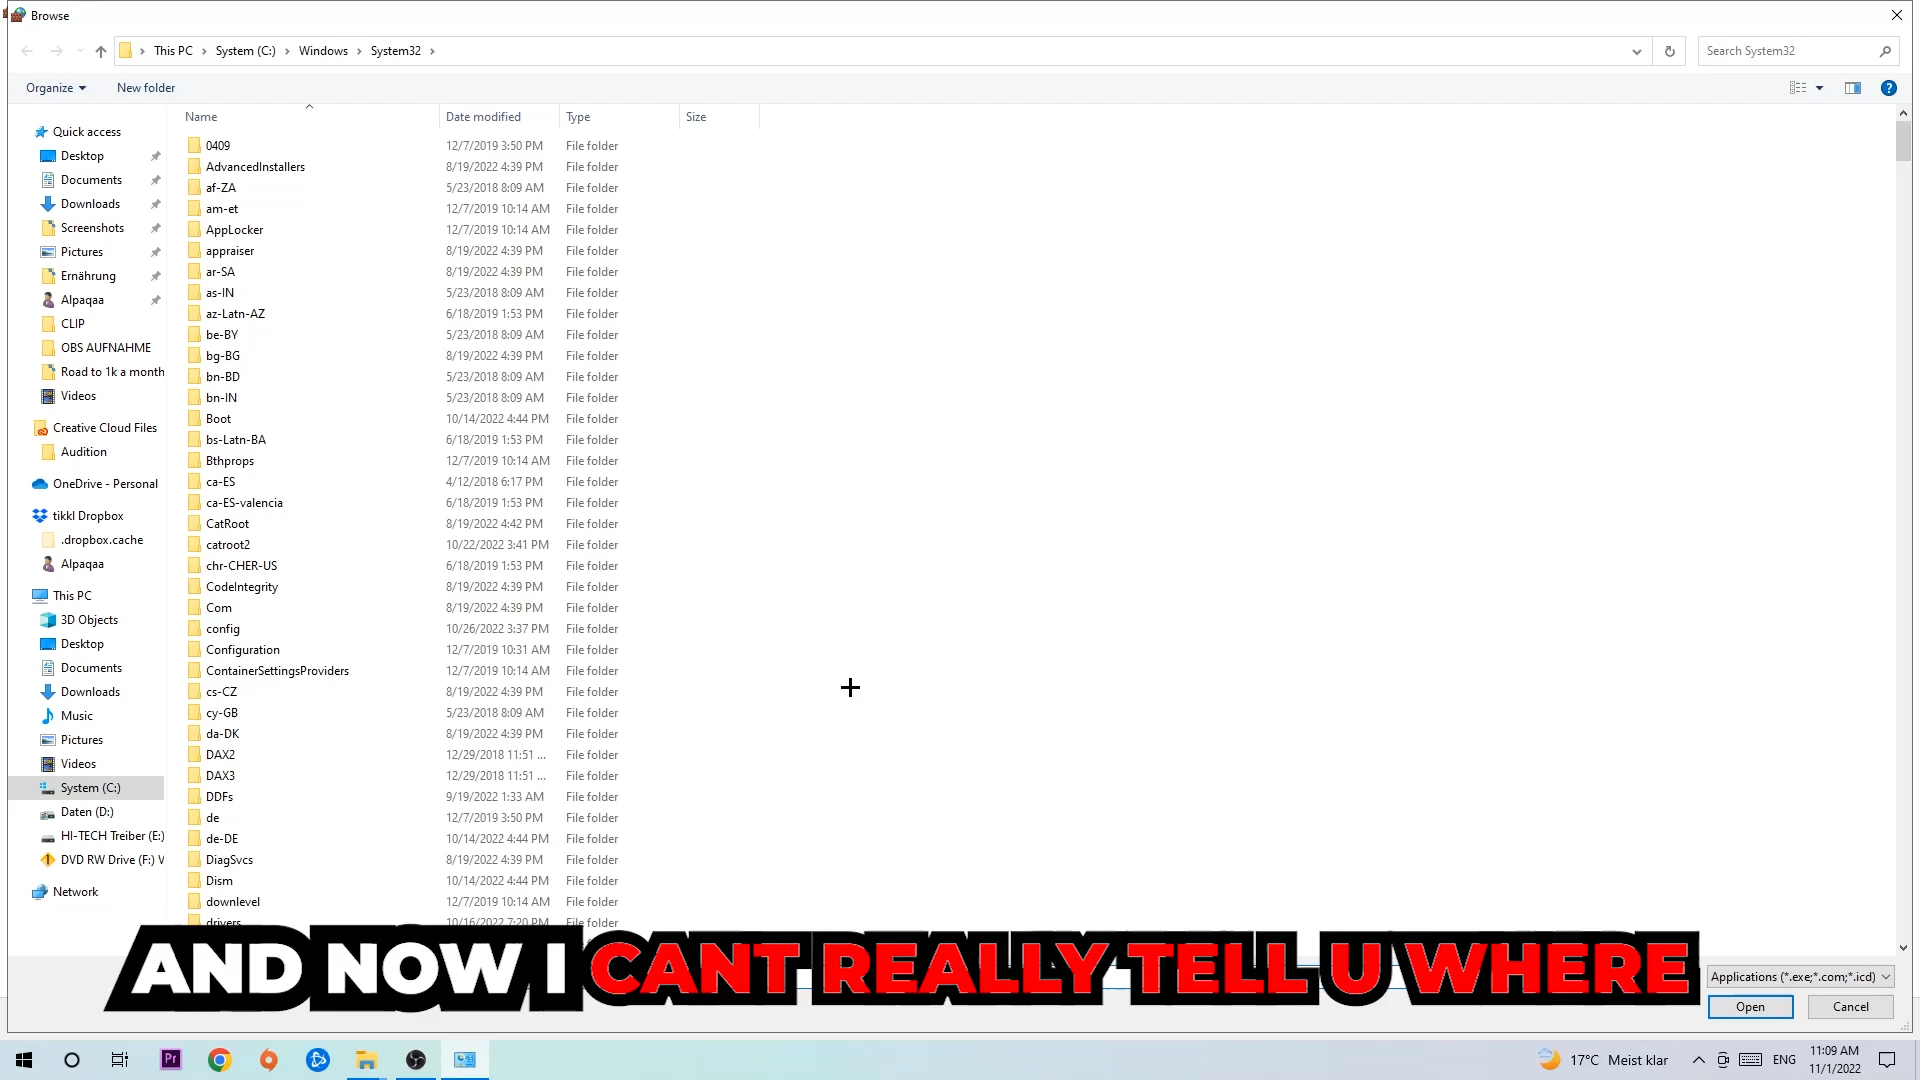 Browse
This PC > System (C:) > Windows > System32 >
Search System32
Organize
New folder
Name
Date modified
Type
Size
Quick access
Desktop
Documents
Downloads
Screenshots
Pictures
Ernährung
Alpaqaa
CLIP
OBS AUFNAHME
Road to 1k a month
Videos
Creative Cloud Files
Audition
OneDrive - Personal
tikkl Dropbox
.dropbox.cache
Alpaqaa
This PC
3D Objects
Desktop
Documents
Downloads
Music
Pictures
Videos
System (C:)
Daten (D:)
HI-TECH Treiber (E:)
DVD RW Drive (F:) V
Network
0409 12/7/2019 3:50 PM File folder
AdvancedInstallers 8/19/2022 4:39 PM File folder
af-ZA 5/23/2018 8:09 AM File folder
am-et 12/7/2019 10:14 AM File folder
AppLocker 12/7/2019 10:14 AM File folder
appraiser 8/19/2022 4:39 PM File folder
ar-SA 8/19/2022 4:39 PM File folder
as-IN 5/23/2018 8:09 AM File folder
az-Latn-AZ 6/18/2019 1:53 PM File folder
be-BY 5/23/2018 8:09 AM File folder
bg-BG 8/19/2022 4:39 PM File folder
bn-BD 5/23/2018 8:09 AM File folder
bn-IN 5/23/2018 8:09 AM File folder
Boot 10/14/2022 4:44 PM File folder
bs-Latn-BA 6/18/2019 1:53 PM File folder
Bthprops 12/7/2019 10:14 AM File folder
ca-ES 4/12/2018 6:17 PM File folder
ca-ES-valencia 6/18/2019 1:53 PM File folder
CatRoot 8/19/2022 4:42 PM File folder
catroot2 10/22/2022 3:41 PM File folder
chr-CHER-US 6/18/2019 1:53 PM File folder
CodeIntegrity 8/19/2022 4:39 PM File folder
Com 8/19/2022 4:39 PM File folder
config 10/26/2022 3:37 PM File folder
Configuration 12/7/2019 10:31 AM File folder
ContainerSettingsProviders 12/7/2019 10:14 AM File folder
cs-CZ 8/19/2022 4:39 PM File folder
cy-GB 5/23/2018 8:09 AM File folder
da-DK 8/19/2022 4:39 PM File folder
DAX2 12/29/2018 11:51 ... File folder
DAX3 12/29/2018 11:51 ... File folder
DDFs 9/19/2022 1:33 AM File folder
de 12/7/2019 3:50 PM File folder
de-DE 10/14/2022 4:44 PM File folder
DiagSvcs 8/19/2022 4:39 PM File folder
Dism 10/14/2022 4:44 PM File folder
downlevel 12/7/2019 10:14 AM File folder
drivers 10/16/2022 7:20 PM File folder
AND NOW I CANT REALLY TELL U WHERE
Applications (*.exe;*.com;*.icd)
Open
Cancel
Pr
17°C Meist klar
ENG
11:09 AM
11/1/2022